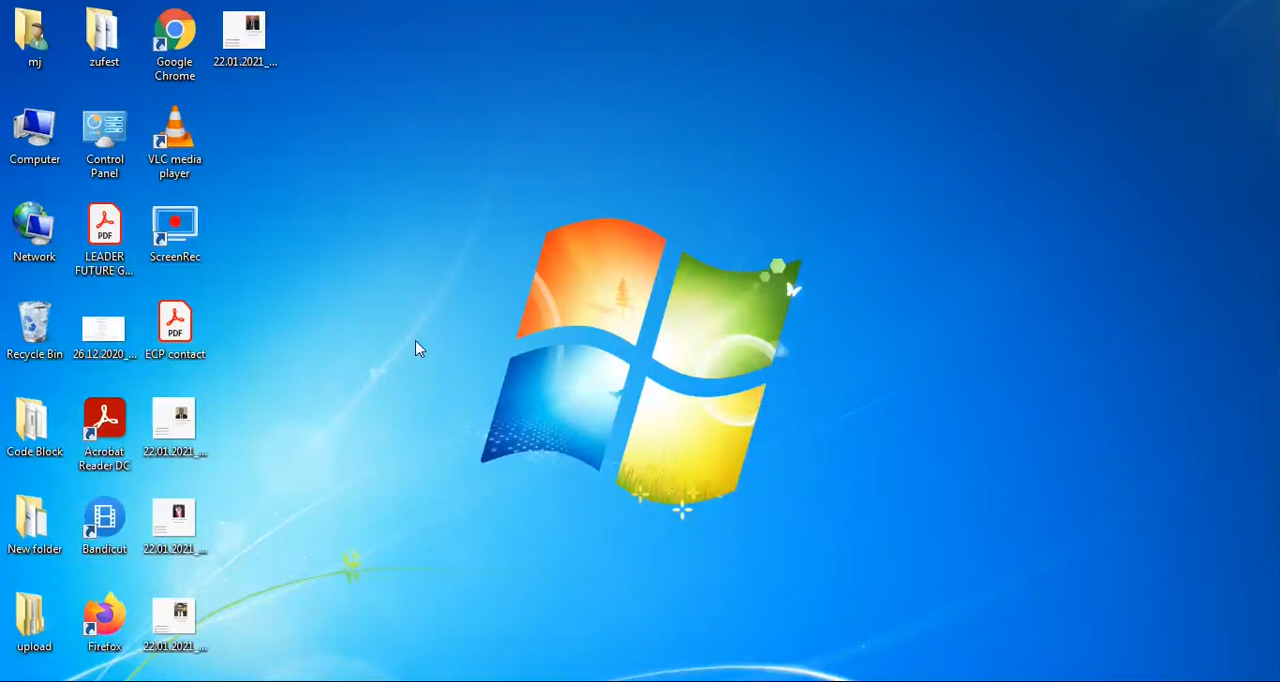 mj
zufest
Google
Chrome
22.01.2021_...
Computer
Control
Panel
VLC media
player
Network
PDF
LEADER
FUTURE G...
ScreenRec
Recycle Bin
26.12.2020_...
PDF
ECP contact
Code Block
Acrobat
Reader DC
22.01.2021_...
New folder
Bandicut
22.01.2021_...
upload
Firefox
22.01.2021_...